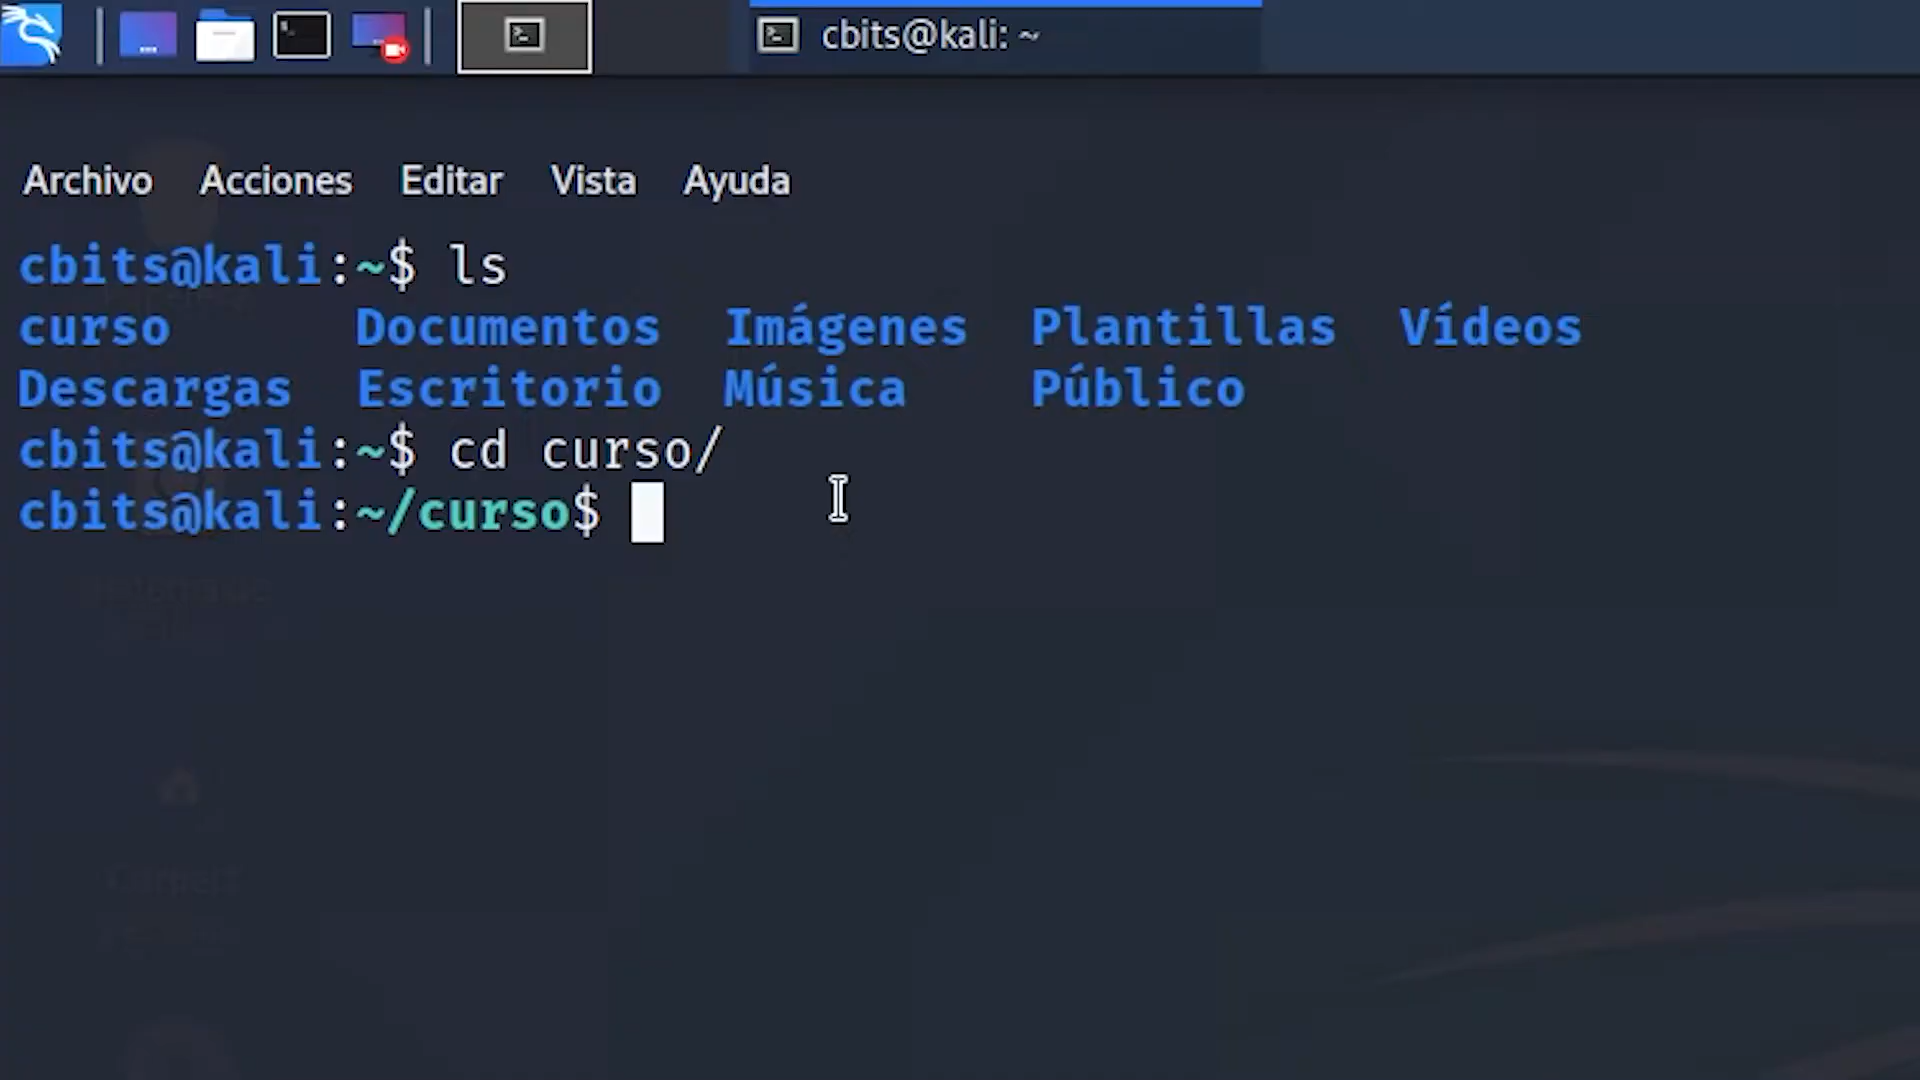 cbits@kali: ~
Archivo Acciones Editar Vista Ayuda
cbits@kali:~$ ls
curso Documentos Imágenes Plantillas Vídeos
Descargas Escritorio Música Público
cbits@kali:~$ cd curso/
cbits@kali:~/curso$